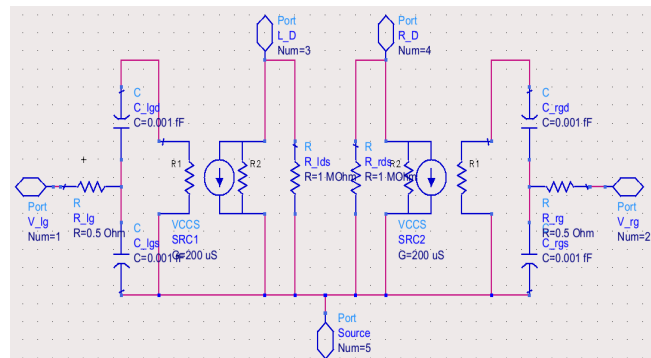 Port
L_D
Num=3
Port
R_D
Num=4
C
C_lgd
C=0.001 fF
C
C_rgd
C=0.001 fF
+
R1
R2
R
R_lds
R=1 MOhm
R
R_rds
R=1 MOhm
R2
R1
Port
V_lg
Num=1
R
R_lg
R=0.5 Ohm
C
C_lgs
C=0.001 fF
VCCS
SRC1
G=200 uS
VCCS
SRC2
G=200 uS
R
R_rg
R=0.5 Ohm
C
C_rgs
C=0.001 fF
Port
V_rg
Num=2
Port
Source
Num=5